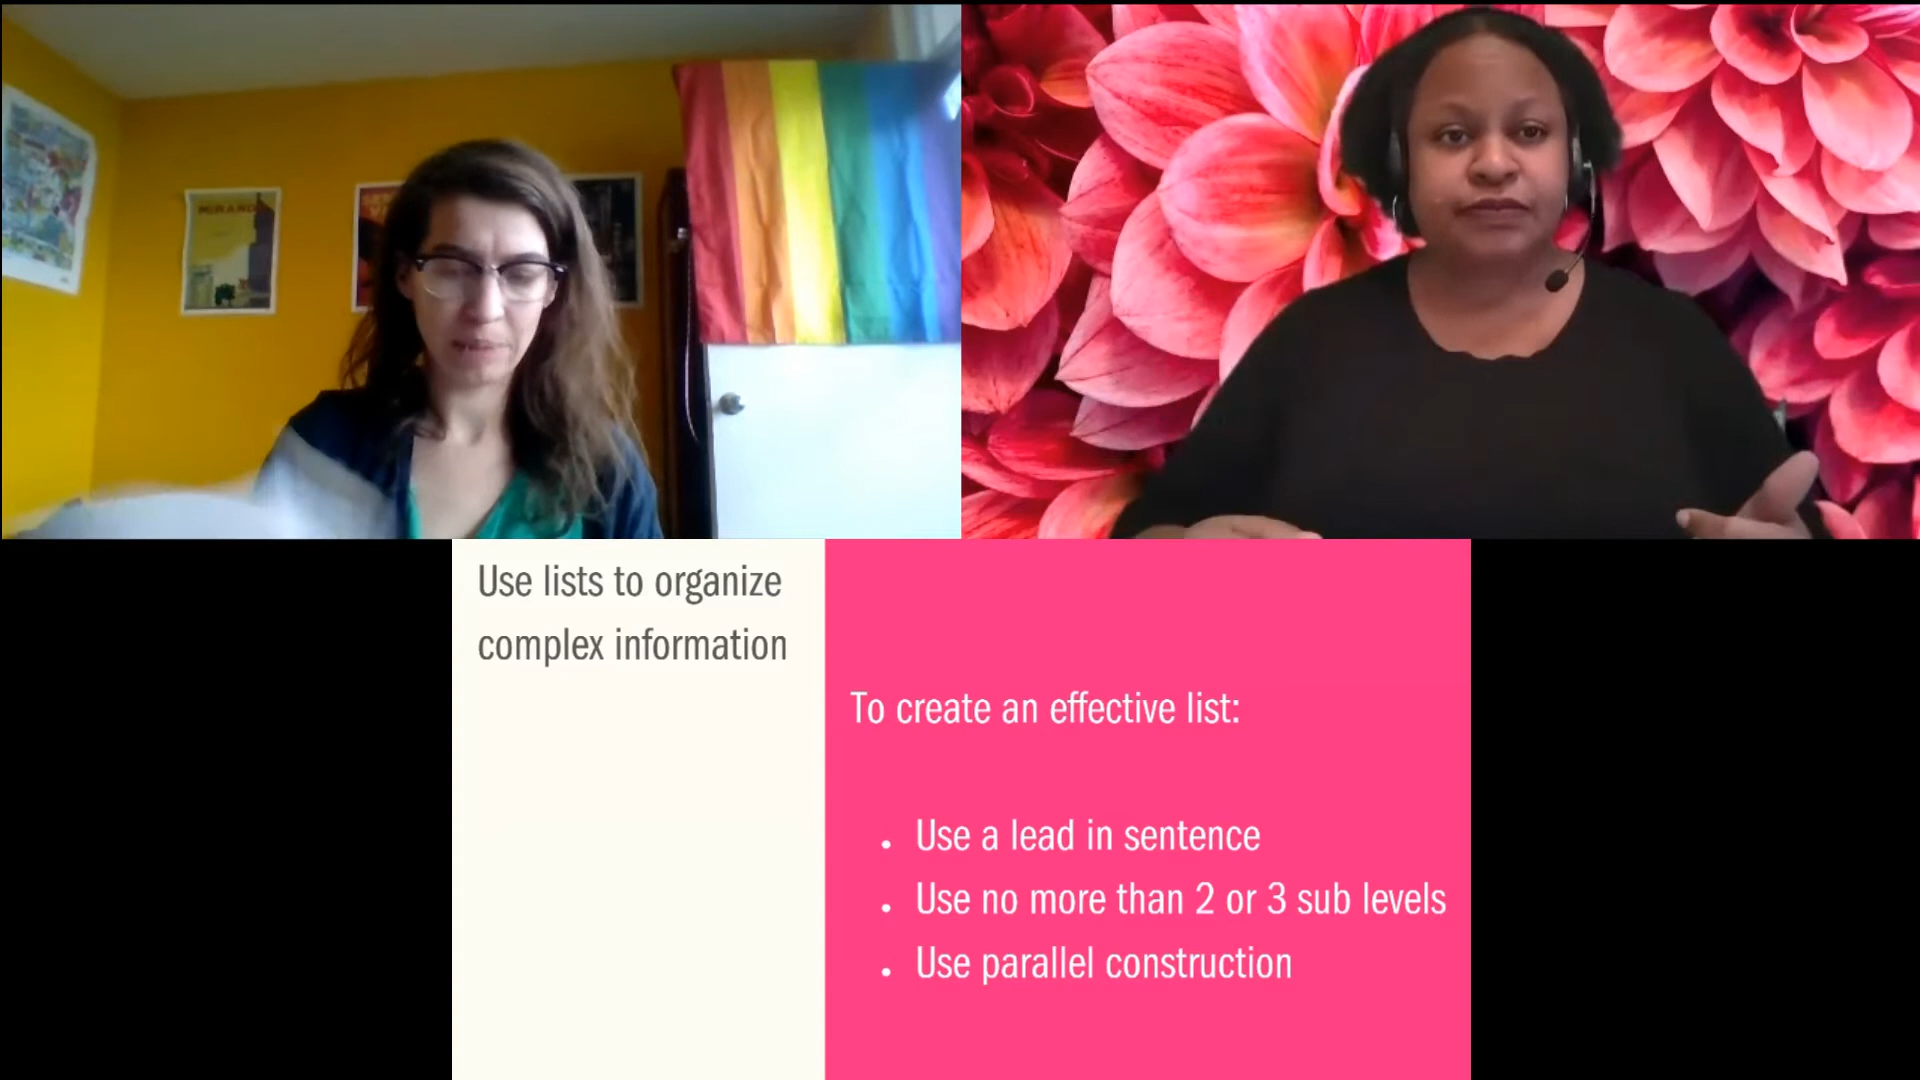 MIRANO
Use lists to organize
complex information
To create an effective list:
• Use a lead in sentence
• Use no more than 2 or 3 sub levels
• Use parallel construction